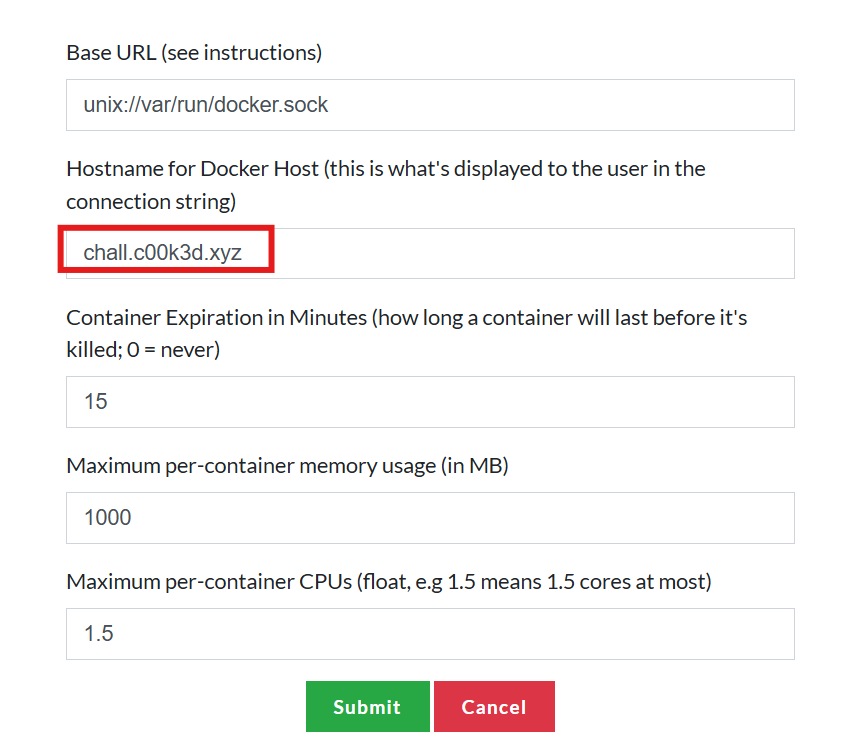 Base URL (see instructions)
unix://var/run/docker.sock
Hostname for Docker Host (this is what's displayed to the user in the
connection string)
chall.c00k3d.xyz
Container Expiration in Minutes (how long a container will last before it's
killed; 0 = never)
15
Maximum per-container memory usage (in MB)
1000
Maximum per-container CPUs (float, e.g 1.5 means 1.5 cores at most)
1.5
Submit Cancel